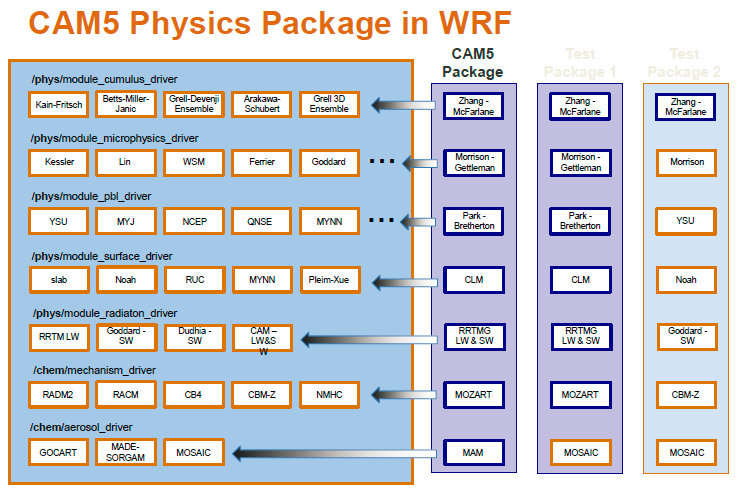 CAM5 Physics Package in WRF
CAM5
Package
Test
Package 1
Test
Package 2
/phys/module_cumulus_driver
Kain-Fritsch
Betts-Miller-
Janic
Grell-Devenji
Ensemble
Arakawa-
Schubert
Grell 3D
Ensemble
Zhang -
McFarlane
Zhang -
McFarlane
Zhang -
McFarlane
/phys/module_microphysics_driver
Kessler
Lin
WSM
Ferrier
Goddard
...
Morrison -
Gettleman
Morrison -
Gettleman
Morrison
/phys/module_pbl_driver
YSU
MYJ
NCEP
QNSE
MYNN
...
Park -
Bretherton
Park -
Bretherton
YSU
/phys/module_surface_driver
slab
Noah
RUC
MYNN
Pleim-Xue
CLM
CLM
Noah
/phys/module_radiaton_driver
RRTM LW
Goddard -
SW
Dudhia -
SW
CAM –
LW&S
W
RRTMG
LW & SW
RRTMG
LW & SW
Goddard -
SW
/chem/mechanism_driver
RADM2
RACM
CB4
CBM-Z
NMHC
MOZART
MOZART
CBM-Z
/chem/aerosol_driver
GOCART
MADE-
SORGAM
MOSAIC
MAM
MOSAIC
MOSAIC